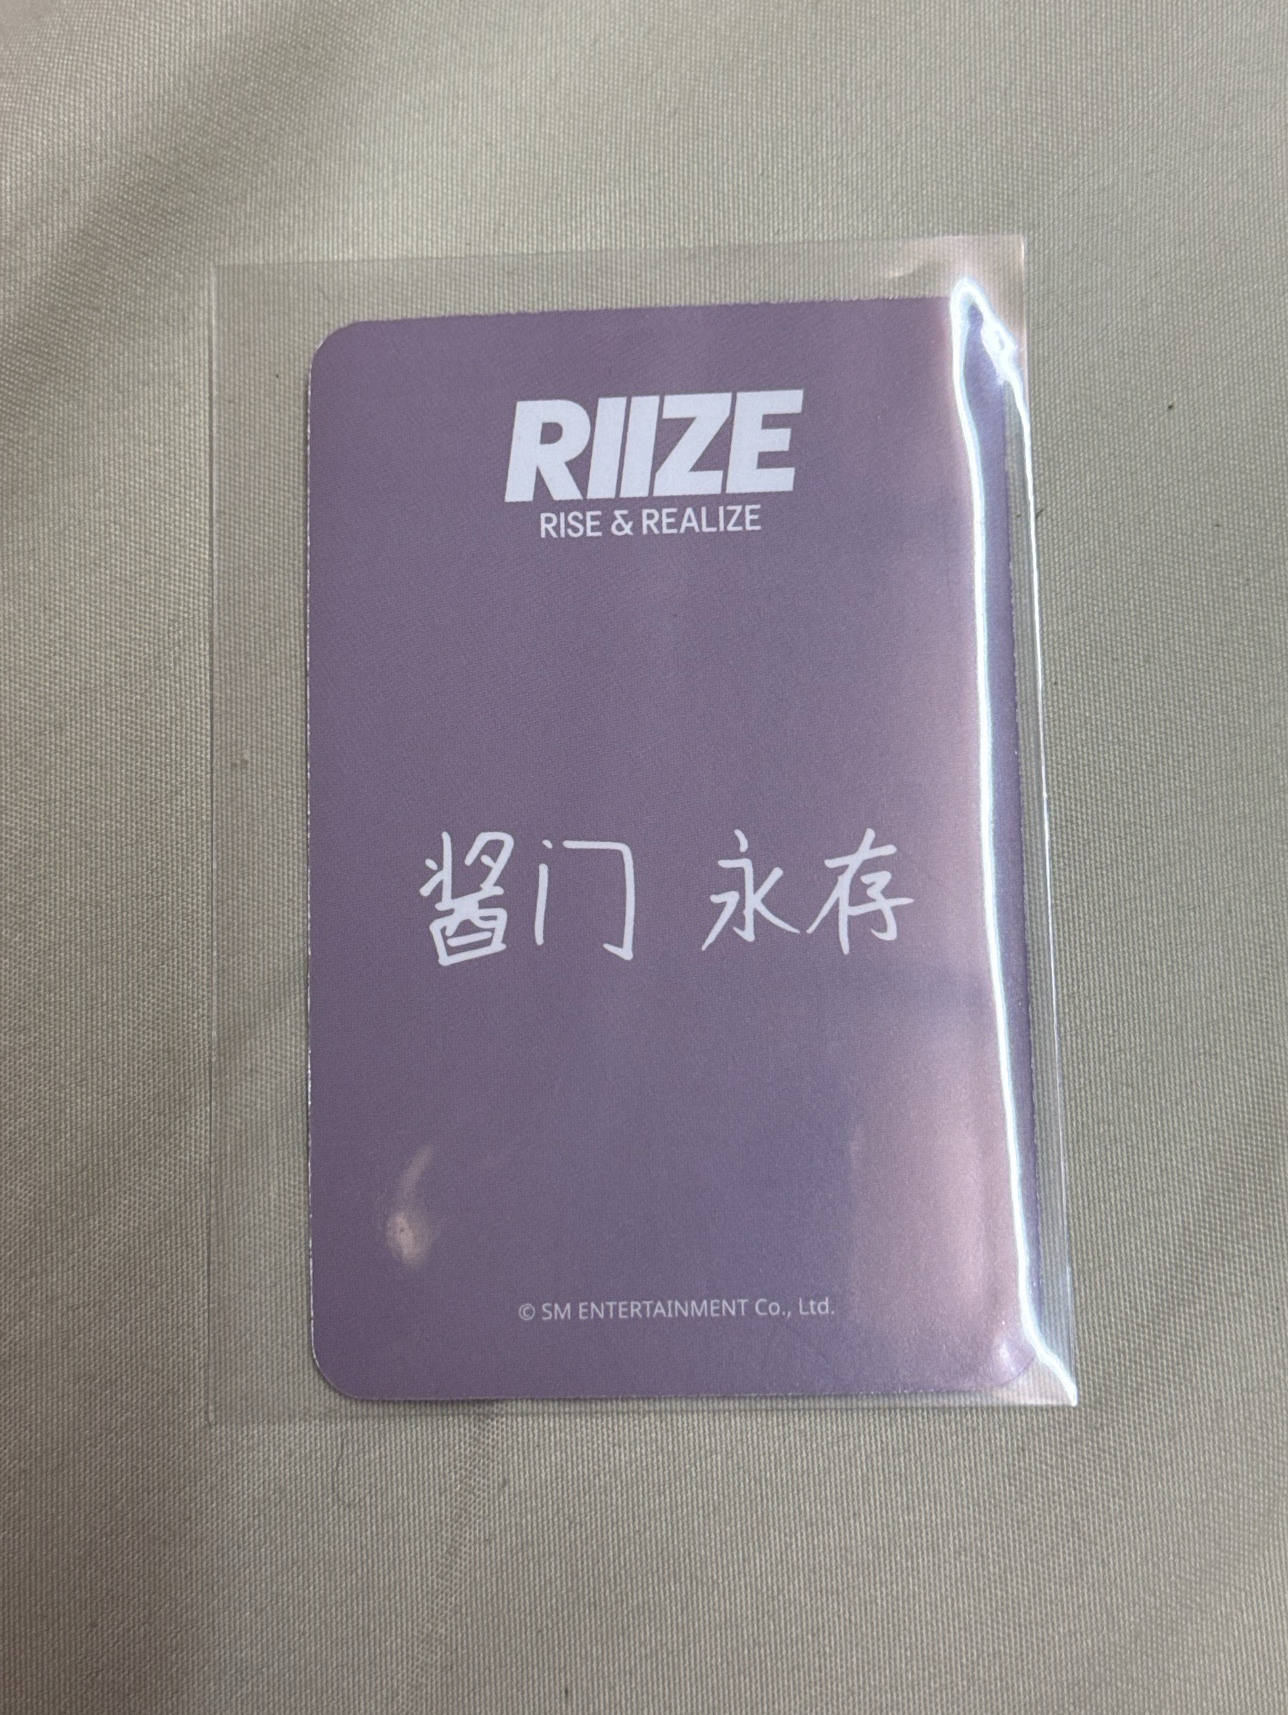 RIIZE
RISE & REALIZE
酱门 永存
© SM ENTERTAINMENT Co., Ltd.